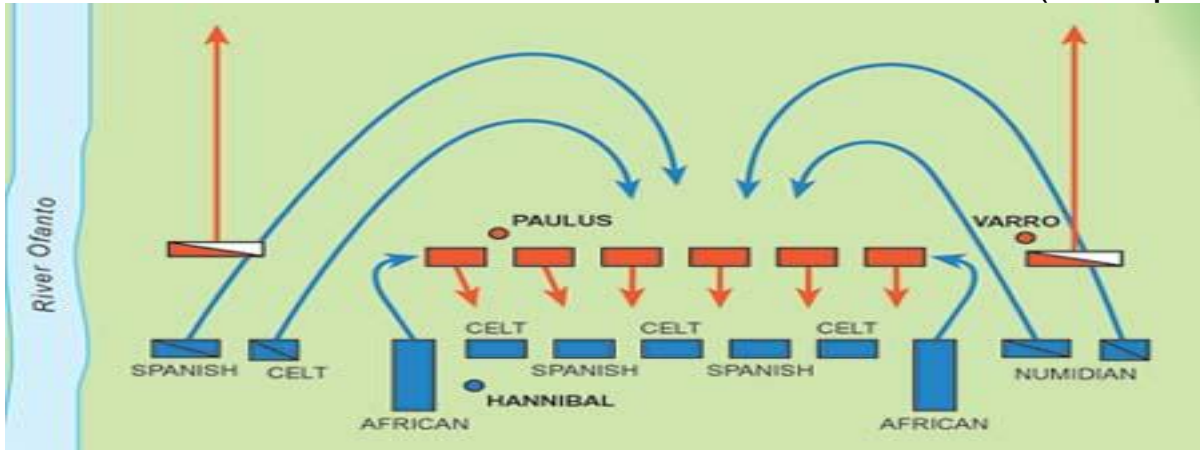 River Ofanto
PAULUS
VARRO
CELT
CELT
CELT
SPANISH
CELT
SPANISH
SPANISH
NUMIDIAN
HANNIBAL
AFRICAN
AFRICAN